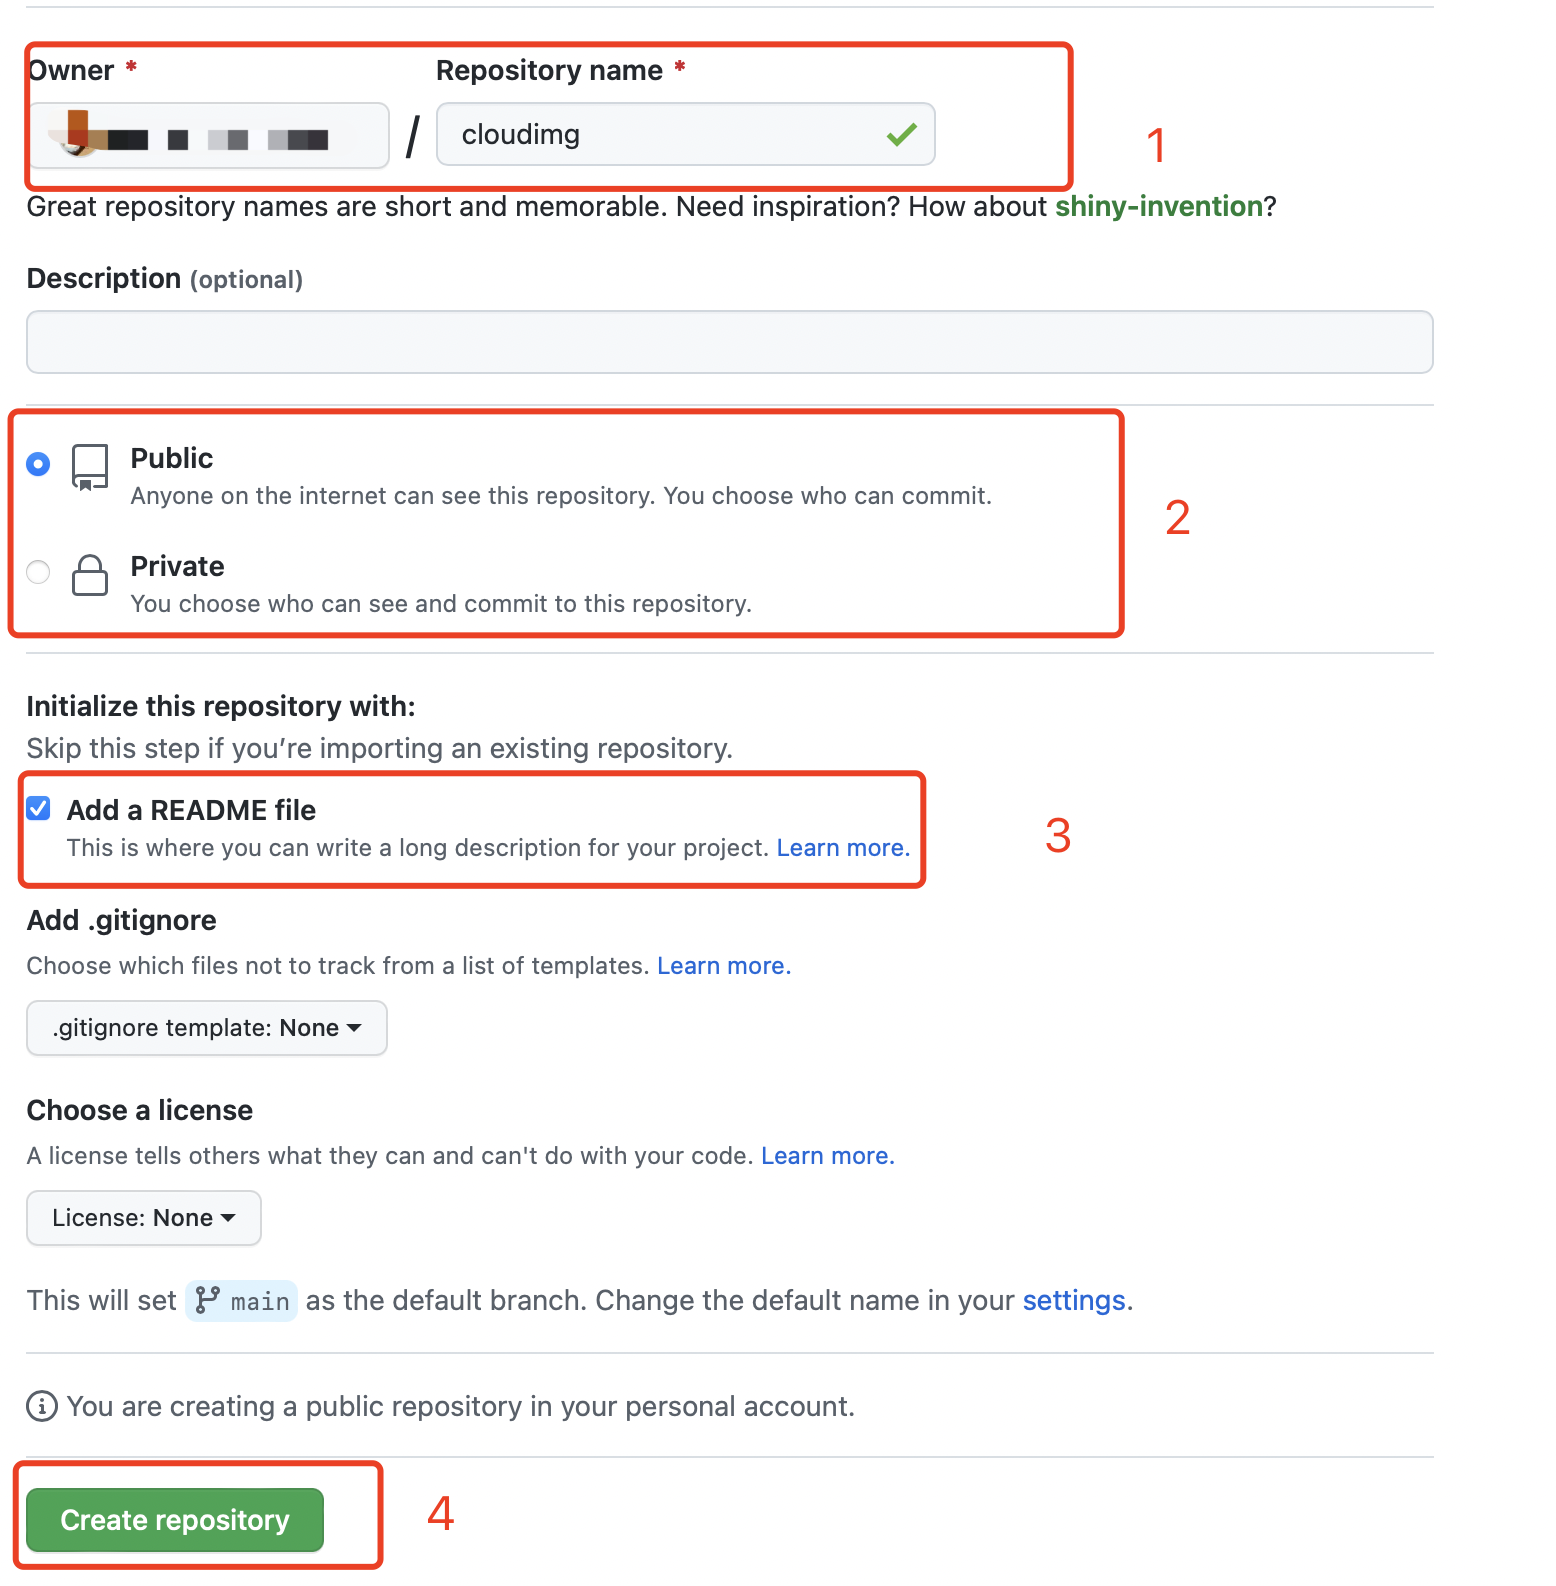 Owner * Repository name *
/ cloudimg
1
Great repository names are short and memorable. Need inspiration? How about shiny-invention?
Description (optional)
Public
Anyone on the internet can see this repository. You choose who can commit.
2
Private
You choose who can see and commit to this repository.
Initialize this repository with:
Skip this step if you’re importing an existing repository.
Add a README file
This is where you can write a long description for your project. Learn more.
3
Add .gitignore
Choose which files not to track from a list of templates. Learn more.
.gitignore template: None
Choose a license
A license tells others what they can and can't do with your code. Learn more.
License: None
This will set main as the default branch. Change the default name in your settings.
You are creating a public repository in your personal account.
Create repository
4